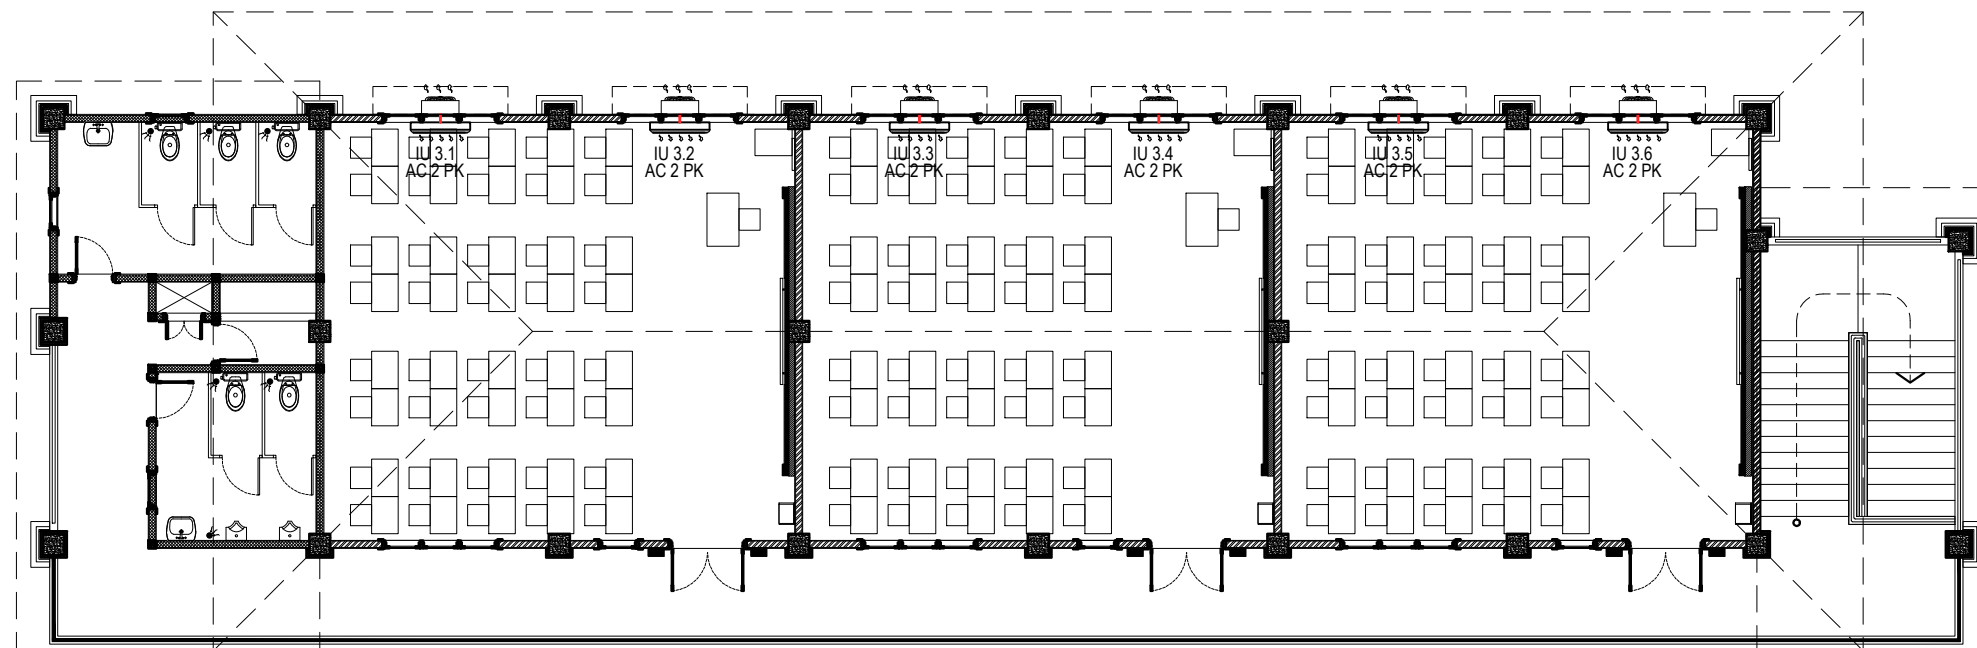 IU 3.1
AC 2 PK
IU 3.2
AC 2 PK
IU 3.3
AC 2 PK
IU 3.4
AC 2 PK
IU 3.5
AC 2 PK
IU 3.6
AC 2 PK